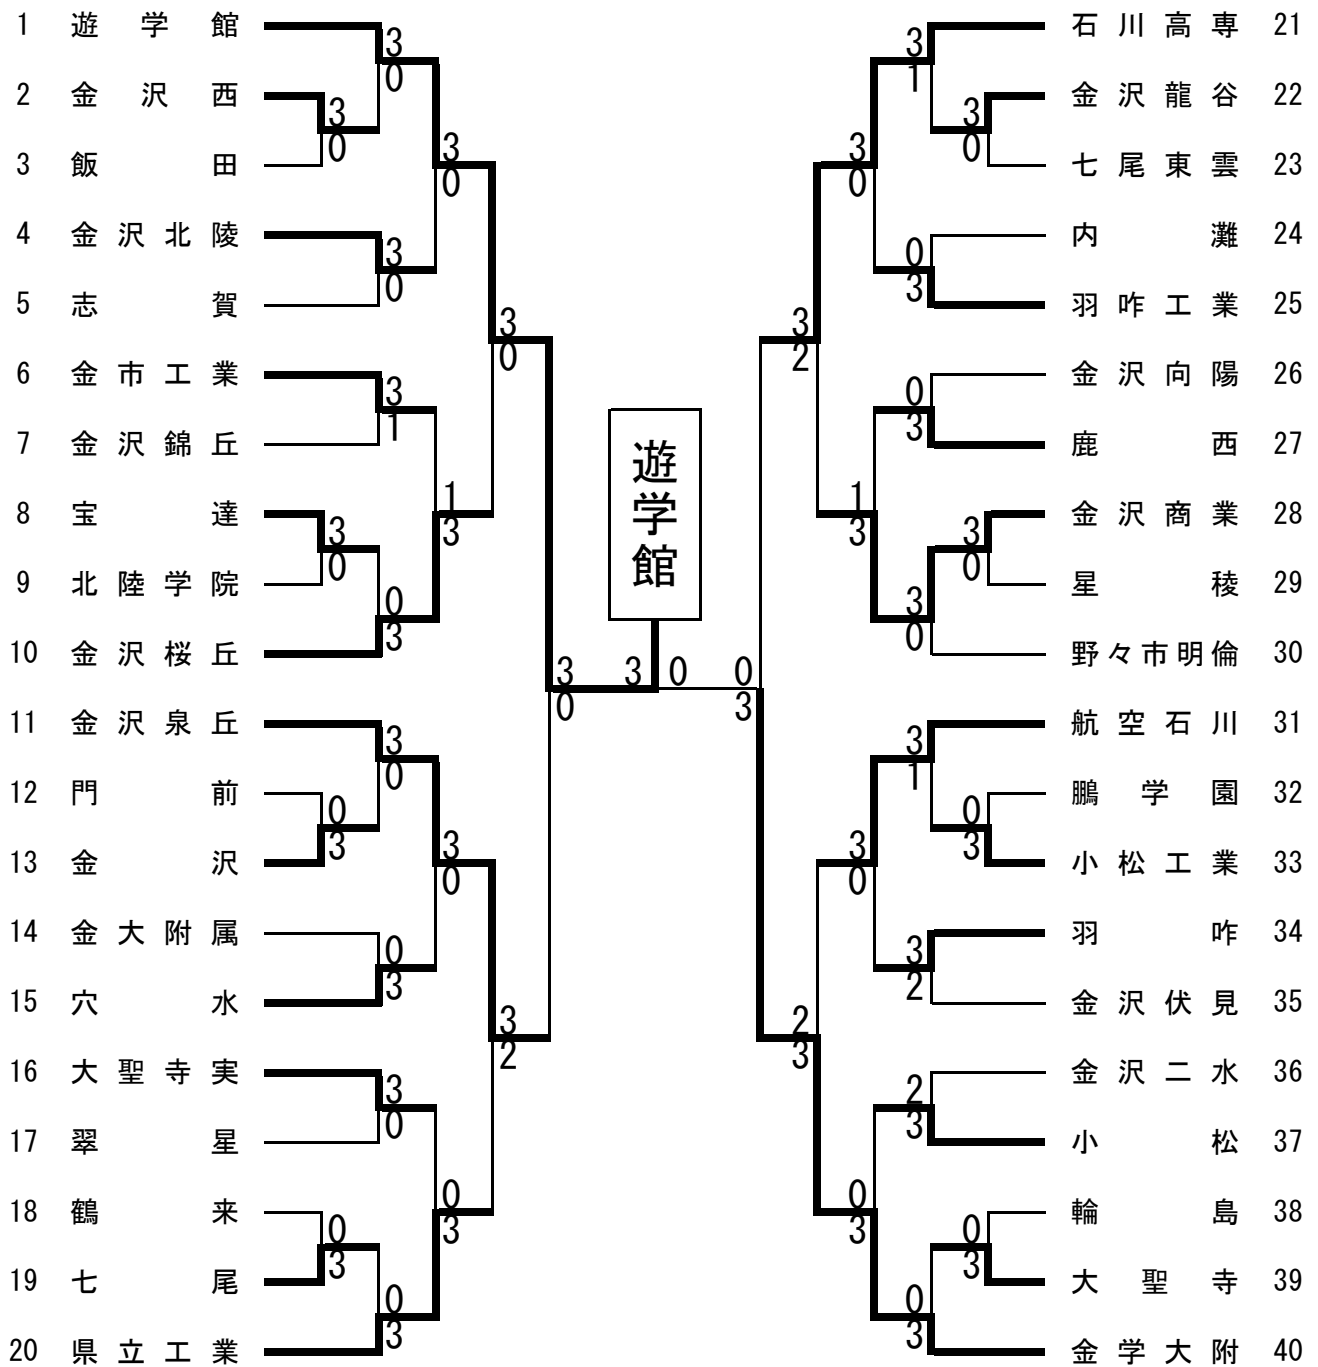 1 遊学館
2 金沢西
3 飯田
4 金沢北陵
5 志賀
6 金市工業
7 金沢錦丘
8 宝達
9 北陸学院
10 金沢桜丘
11 金沢泉丘
12 門前
13 金沢
14 金大附属
15 穴水
16 大聖寺実
17 翠星
18 鶴来
19 七尾
20 県立工業
3
0
3
0
3
0
3
0
3
1
3
0
0
3
1
3
3
0
3
0
0
3
0
3
3
0
3
0
0
3
0
3
0
3
3
2
3
0
遊学館
3 0
0
3
3
1
3
0
0
3
3
0
0
3
3
0
3
0
1
3
3
2
3
1
0
3
3
2
3
0
2
3
0
3
0
3
0
3
2
3
石川高専 21
金沢龍谷 22
七尾東雲 23
内灘 24
羽咋工業 25
金沢向陽 26
鹿西 27
金沢商業 28
星稜 29
野々市明倫 30
航空石川 31
鵬学園 32
小松工業 33
羽咋 34
金沢伏見 35
金沢二水 36
小松 37
輪島 38
大聖寺 39
金学大附 40